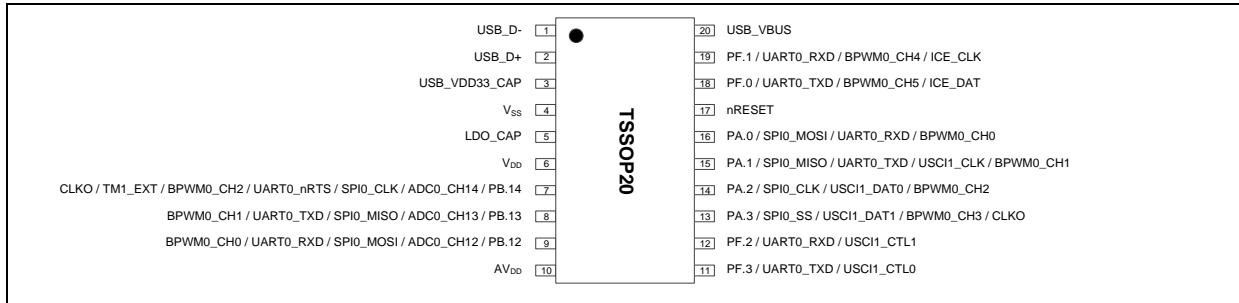 USB_D- 1
USB_D+ 2
USB_VDD33_CAP 3
VSS 4
LDO_CAP 5
VDD 6
CLKO / TM1_EXT / BPWM0_CH2 / UART0_nRTS / SPI0_CLK / ADC0_CH14 / PB.14 7
BPWM0_CH1 / UART0_TXD / SPI0_MISO / ADC0_CH13 / PB.13 8
BPWM0_CH0 / UART0_RXD / SPI0_MOSI / ADC0_CH12 / PB.12 9
AVDD 10
TSSOP20
20 USB_VBUS
19 PF.1 / UART0_RXD / BPWM0_CH4 / ICE_CLK
18 PF.0 / UART0_TXD / BPWM0_CH5 / ICE_DAT
17 nRESET
16 PA.0 / SPI0_MOSI / UART0_RXD / BPWM0_CH0
15 PA.1 / SPI0_MISO / UART0_TXD / USCI1_CLK / BPWM0_CH1
14 PA.2 / SPI0_CLK / USCI1_DAT0 / BPWM0_CH2
13 PA.3 / SPI0_SS / USCI1_DAT1 / BPWM0_CH3 / CLKO
12 PF.2 / UART0_RXD / USCI1_CTL1
11 PF.3 / UART0_TXD / USCI1_CTL0